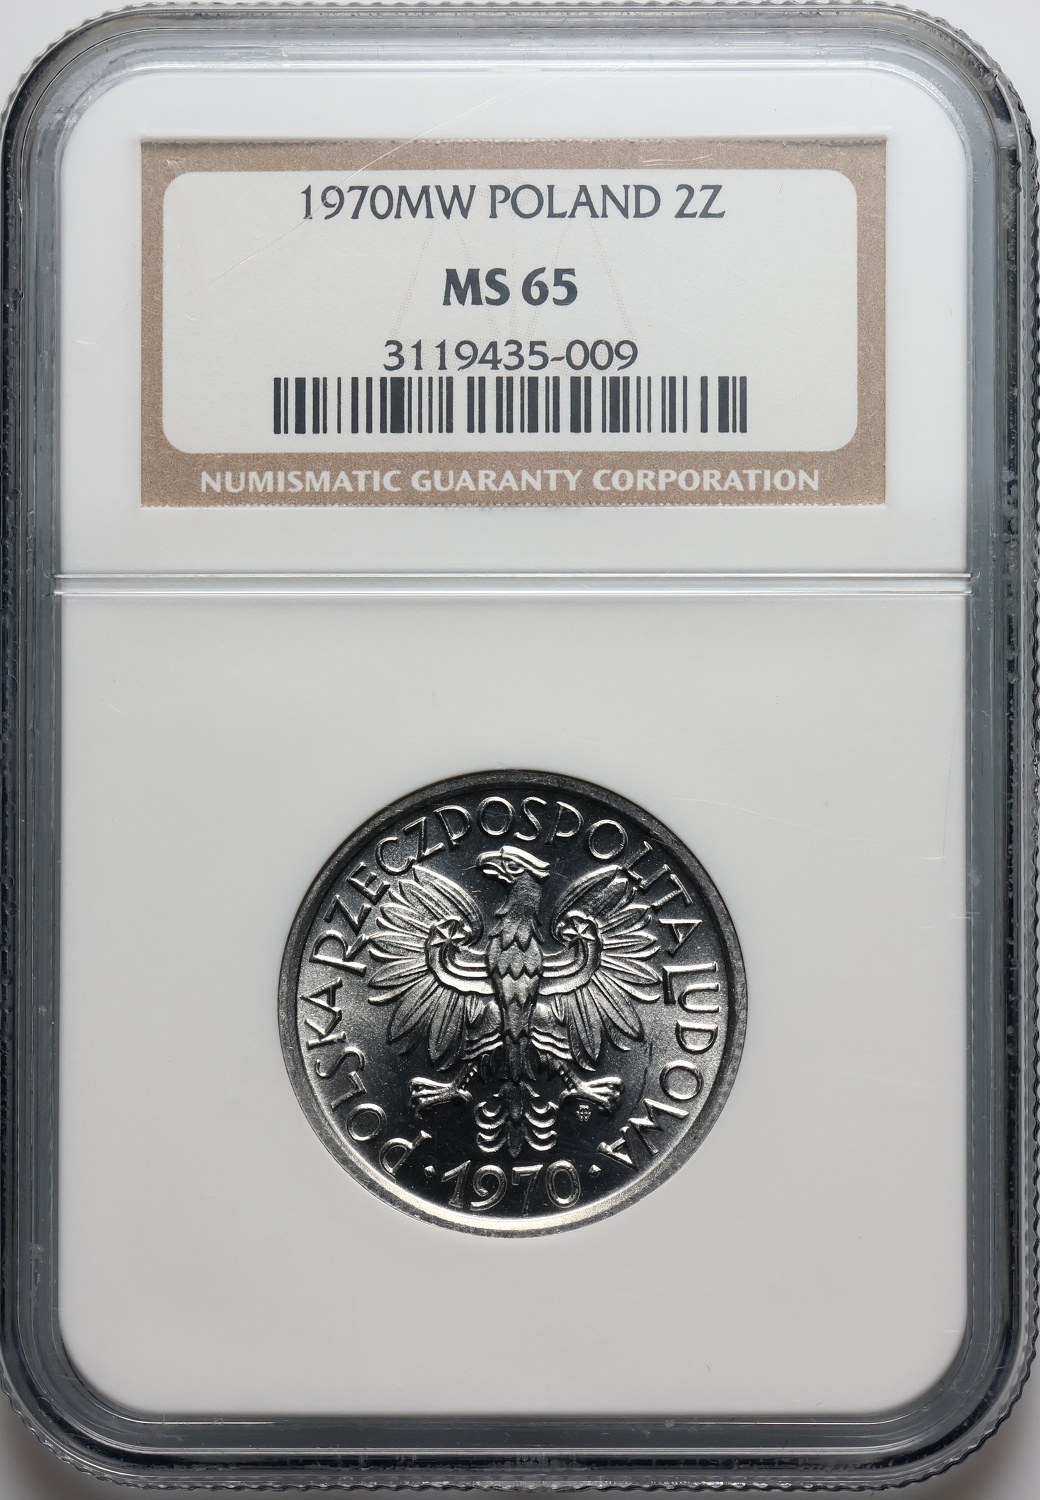 1970MW POLAND 2Z
MS 65
3119435-009
NUMISMATIC GUARANTY CORPORATION
POLSKA RZECZPOSPOLITA LUDOWA
· 1970 ·